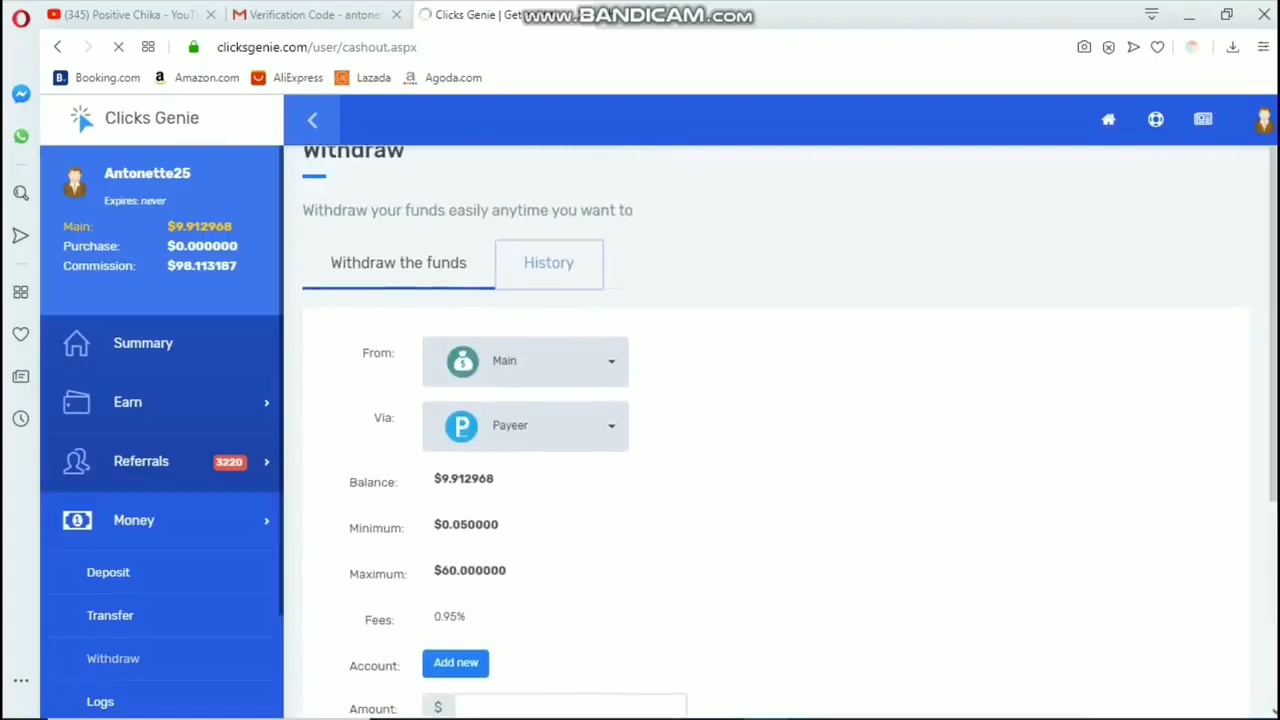 (345) Positive Chika - YouT
Verification Code - antone
Clicks Genie | Get
www.BANDICAM.com
clicksgenie.com/user/cashout.aspx
B. Booking.com
a Amazon.com
AliExpress
Lazada
a Agoda.com
Clicks Genie
Antonette25
Expires: never
Main: $9.912968
Purchase: $0.000000
Commission: $98.113187
Summary
Earn
Referrals 3220
Money
Deposit
Transfer
Withdraw
Logs
Withdraw
Withdraw your funds easily anytime you want to
Withdraw the funds
History
From: Main
Via: P Payeer
Balance: $9.912968
Minimum: $0.050000
Maximum: $60.000000
Fees: 0.95%
Account: Add new
Amount: $